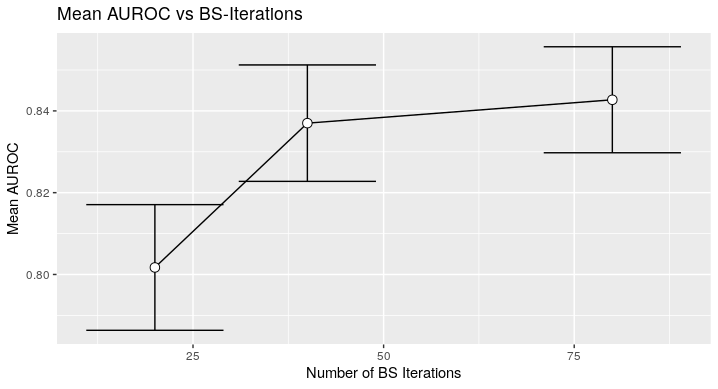 Mean AUROC vs BS-Iterations
Mean AUROC
0.84
0.82
0.80
25 50 75
Number of BS Iterations